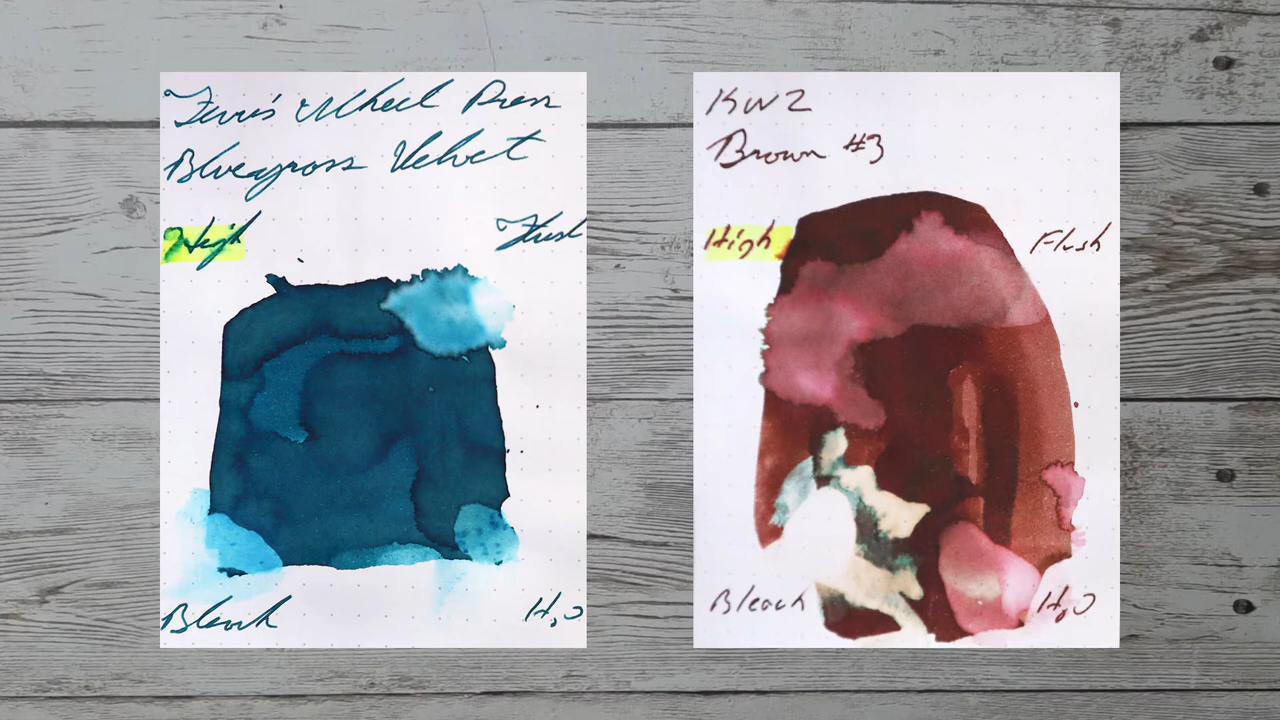 Ferris Wheel Press
Bluegrass Velvet
High
Flush
Bleach
H2O
KWZ
Brown #3
High
Flush
Bleach
H2O